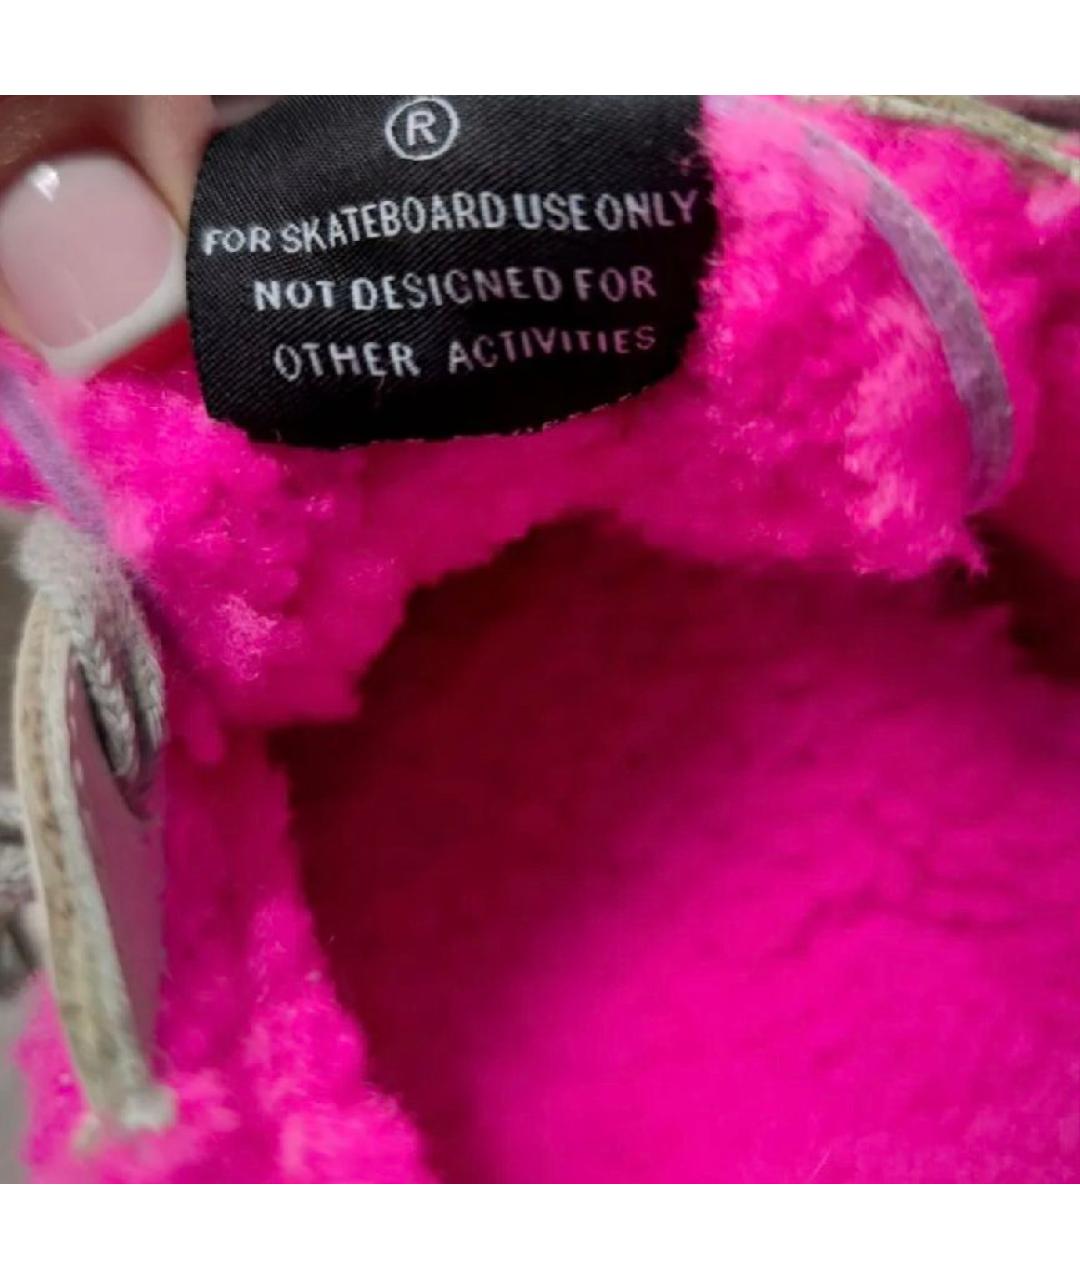 ®
FOR SKATEBOARD USE ONLY
NOT DESIGNED FOR
OTHER ACTIVITIES